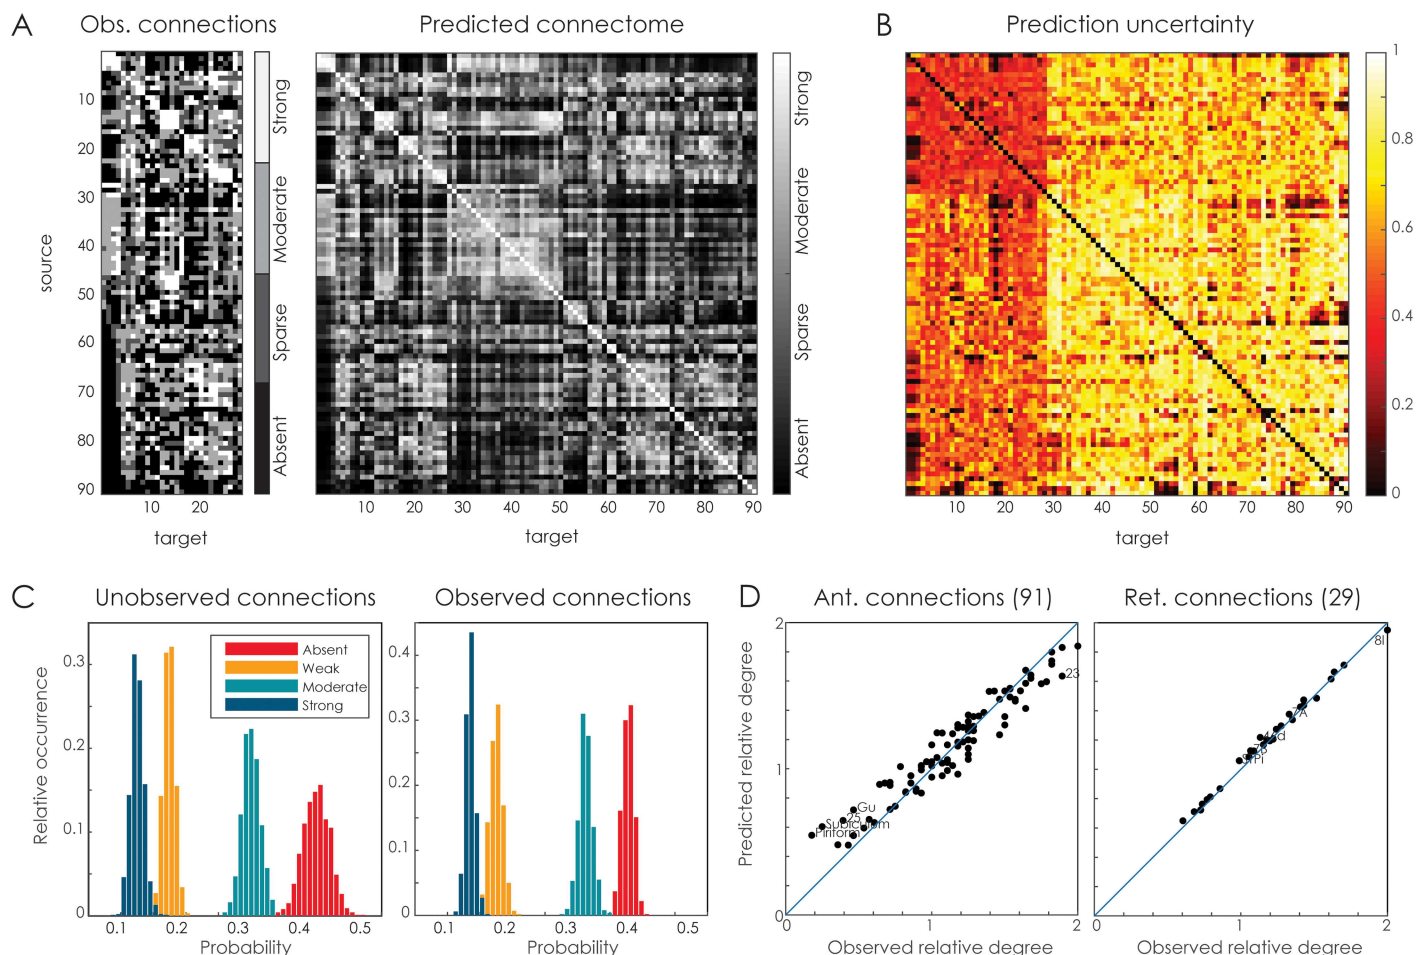 A
Obs. connections
Predicted connectome
B
Prediction uncertainty
source
10
20
30
40
50
60
70
80
90
10
20
target
Strong
Moderate
Sparse
Absent
10
20
30
40
50
60
70
80
90
target
Strong
Moderate
Sparse
Absent
10
20
30
40
50
60
70
80
90
target
1
0.8
0.6
0.4
0.2
0
C
Unobserved connections
Observed connections
Relative occurrence
0.3
0.2
0.1
0
Absent
Weak
Moderate
Strong
0.1
0.2
0.3
0.4
0.5
Probability
0.4
0.3
0.2
0.1
0
0.1
0.2
0.3
0.4
0.5
Probability
D
Ant. connections (91)
Ret. connections (29)
Predicted relative degree
2
1
0
23
Gu
25
Subiculum
Piriform
0
1
2
Observed relative degree
8l
7A
7B
STPi
0
1
2
Observed relative degree